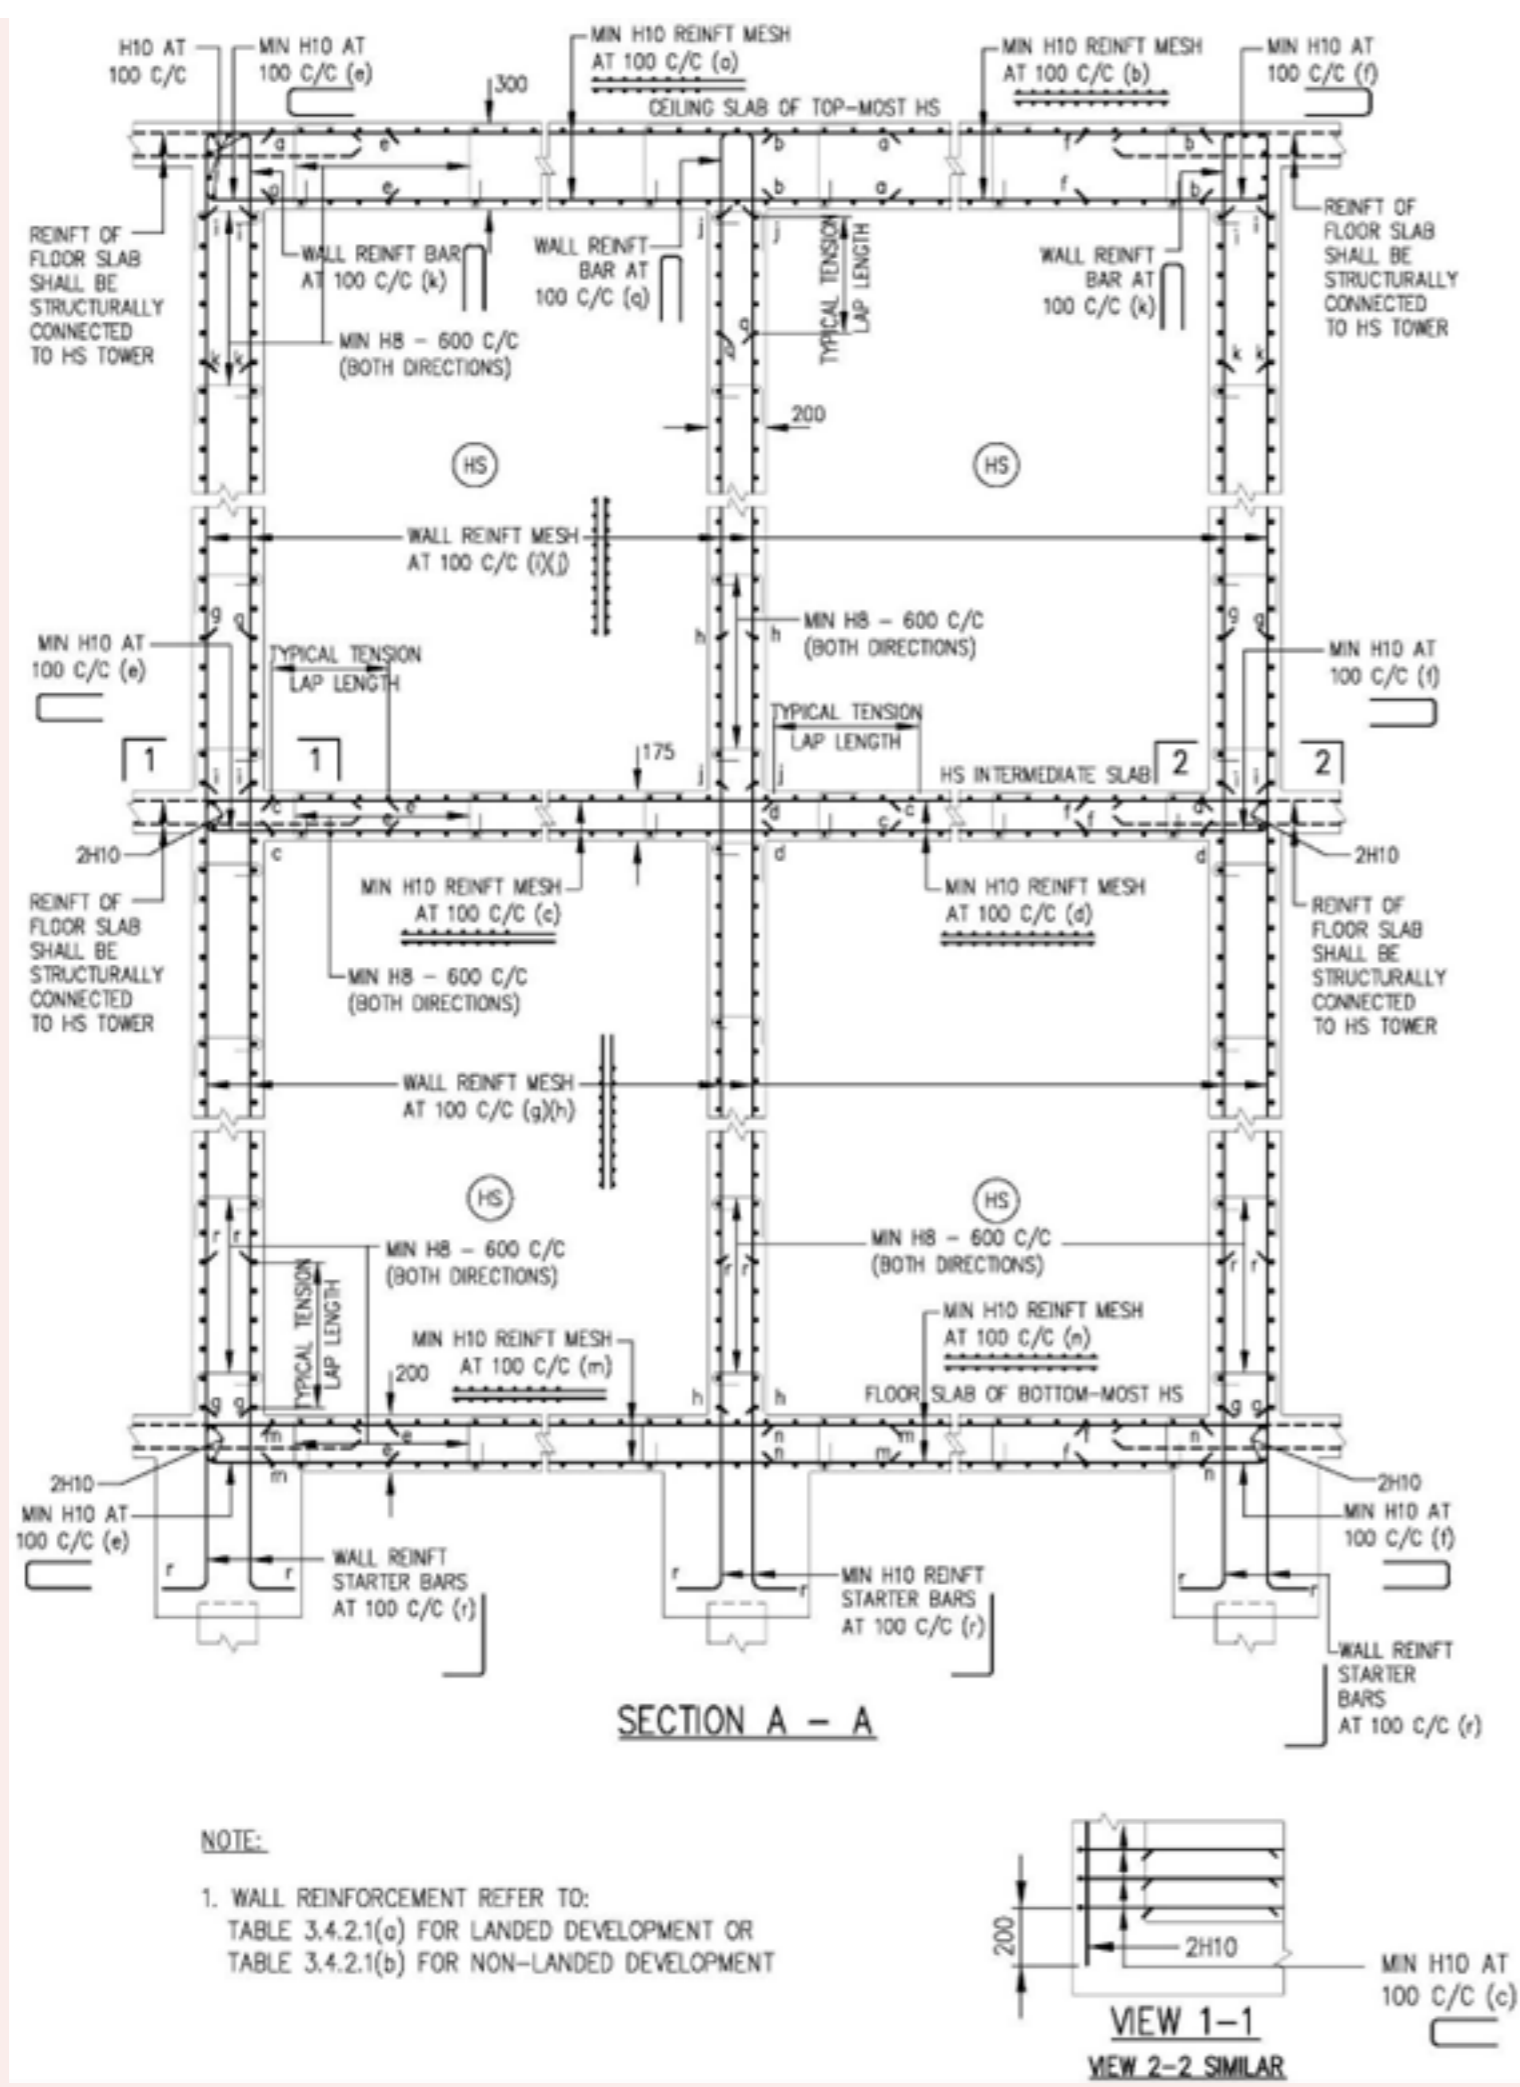 H10 AT
100 C/C
MIN H10 AT
100 C/C (e)
MIN H10 REINFT MESH
AT 100 C/C (a)
MIN H10 REINFT MESH
AT 100 C/C (b)
MIN H10 AT
100 C/C (f)
300
CEILING SLAB OF TOP-MOST HS
a
e
b
a
f
b
a
e
b
a
f
b
REINFT OF
FLOOR SLAB
SHALL BE
STRUCTURALLY
CONNECTED
TO HS TOWER
WALL REINFT BAR
AT 100 C/C (k)
WALL REINFT
BAR AT
100 C/C (q)
TYPICAL TENSION
LAP LENGTH
WALL REINFT
BAR AT
100 C/C (k)
REINFT OF
FLOOR SLAB
SHALL BE
STRUCTURALLY
CONNECTED
TO HS TOWER
i i
j j
i i
q
q
k k
k k
MIN H8 - 600 C/C
(BOTH DIRECTIONS)
200
HS
HS
WALL REINFT MESH
AT 100 C/C (i)(j)
g g
h h
g g
MIN H10 AT
100 C/C (e)
TYPICAL TENSION
LAP LENGTH
MIN H8 - 600 C/C
(BOTH DIRECTIONS)
MIN H10 AT
100 C/C (f)
TYPICAL TENSION
LAP LENGTH
1
1
175
HS INTERMEDIATE SLAB
2
2
i i
j j
i i
c
e
e
d
c
c
f
f
d
c
d
d
2H10
2H10
REINFT OF
FLOOR SLAB
SHALL BE
STRUCTURALLY
CONNECTED
TO HS TOWER
MIN H10 REINFT MESH
AT 100 C/C (c)
MIN H10 REINFT MESH
AT 100 C/C (d)
REINFT OF
FLOOR SLAB
SHALL BE
STRUCTURALLY
CONNECTED
TO HS TOWER
MIN H8 - 600 C/C
(BOTH DIRECTIONS)
WALL REINFT MESH
AT 100 C/C (g)(h)
HS
HS
r r
r r
r r
MIN H8 - 600 C/C
(BOTH DIRECTIONS)
MIN H8 - 600 C/C
(BOTH DIRECTIONS)
TYPICAL TENSION
LAP LENGTH
MIN H10 REINFT MESH
AT 100 C/C (m)
MIN H10 REINFT MESH
AT 100 C/C (n)
200
FLOOR SLAB OF BOTTOM-MOST HS
g g
h h
g g
m
e
n
m
f
n
m
e
n
m
f
n
2H10
2H10
MIN H10 AT
100 C/C (e)
MIN H10 AT
100 C/C (f)
r r
r r
r r
WALL REINFT
STARTER BARS
AT 100 C/C (r)
MIN H10 REINFT
STARTER BARS
AT 100 C/C (r)
WALL REINFT
STARTER
BARS
AT 100 C/C (r)
SECTION A - A
NOTE:
1. WALL REINFORCEMENT REFER TO:
TABLE 3.4.2.1(a) FOR LANDED DEVELOPMENT OR
TABLE 3.4.2.1(b) FOR NON-LANDED DEVELOPMENT
200
2H10
MIN H10 AT
100 C/C (c)
VIEW 1-1
VIEW 2-2 SIMILAR